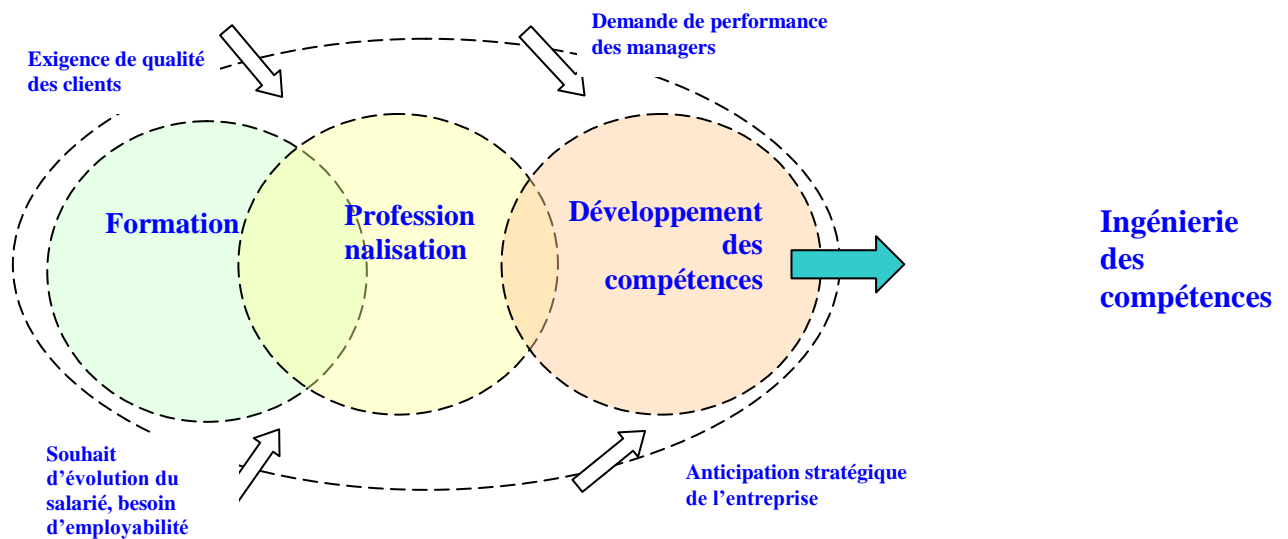 Demande de performance
des managers
Exigence de qualité
des clients
Formation
Profession
nalisation
Développement
des
compétences
Ingénierie
des
compétences
Souhait
d’évolution du
salarié, besoin
d’employabilité
Anticipation stratégique
de l’entreprise